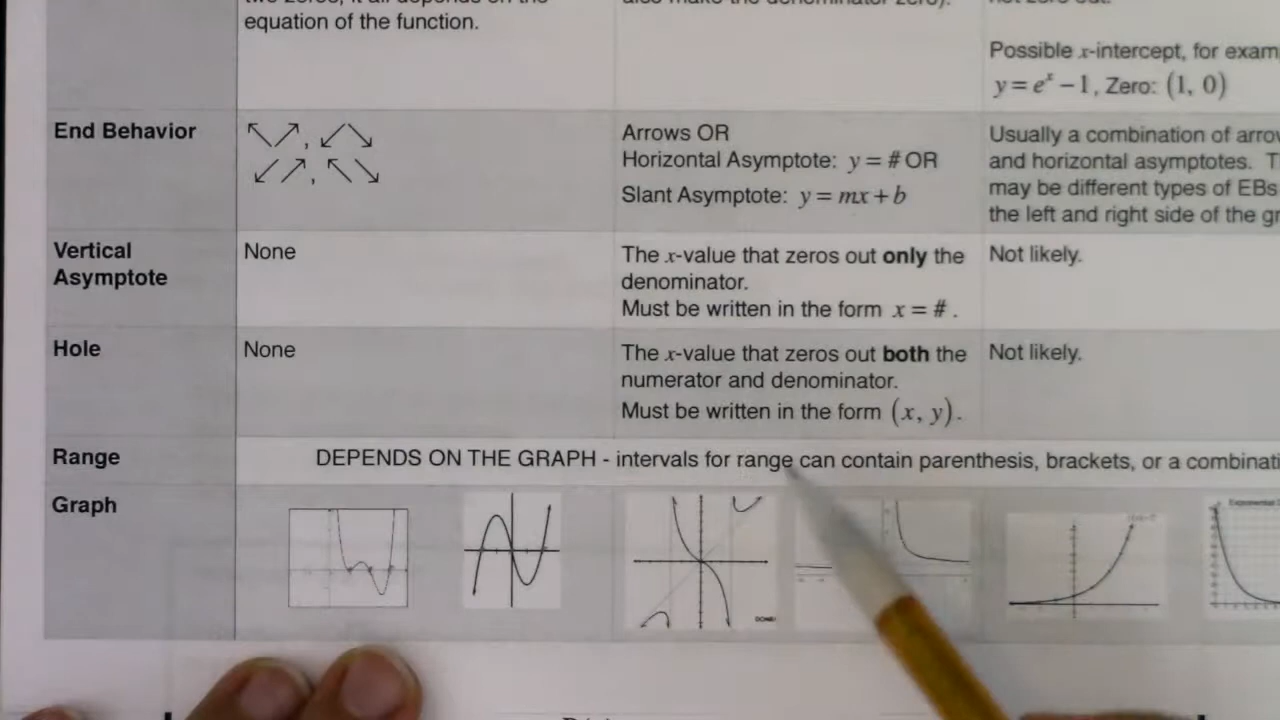 equation of the function.
Possible x-intercept, for exam
y = e^x − 1, Zero: (1, 0)
End Behavior
Arrows OR
Horizontal Asymptote: y = # OR
Slant Asymptote: y = mx + b
Usually a combination of arrow
and horizontal asymptotes. T
may be different types of EBs
the left and right side of the gr
Vertical
Asymptote
None
The x-value that zeros out only the
denominator.
Must be written in the form x = # .
Not likely.
Hole
None
The x-value that zeros out both the
numerator and denominator.
Must be written in the form (x, y).
Not likely.
Range
DEPENDS ON THE GRAPH - intervals for range can contain parenthesis, brackets, or a combinati
Graph